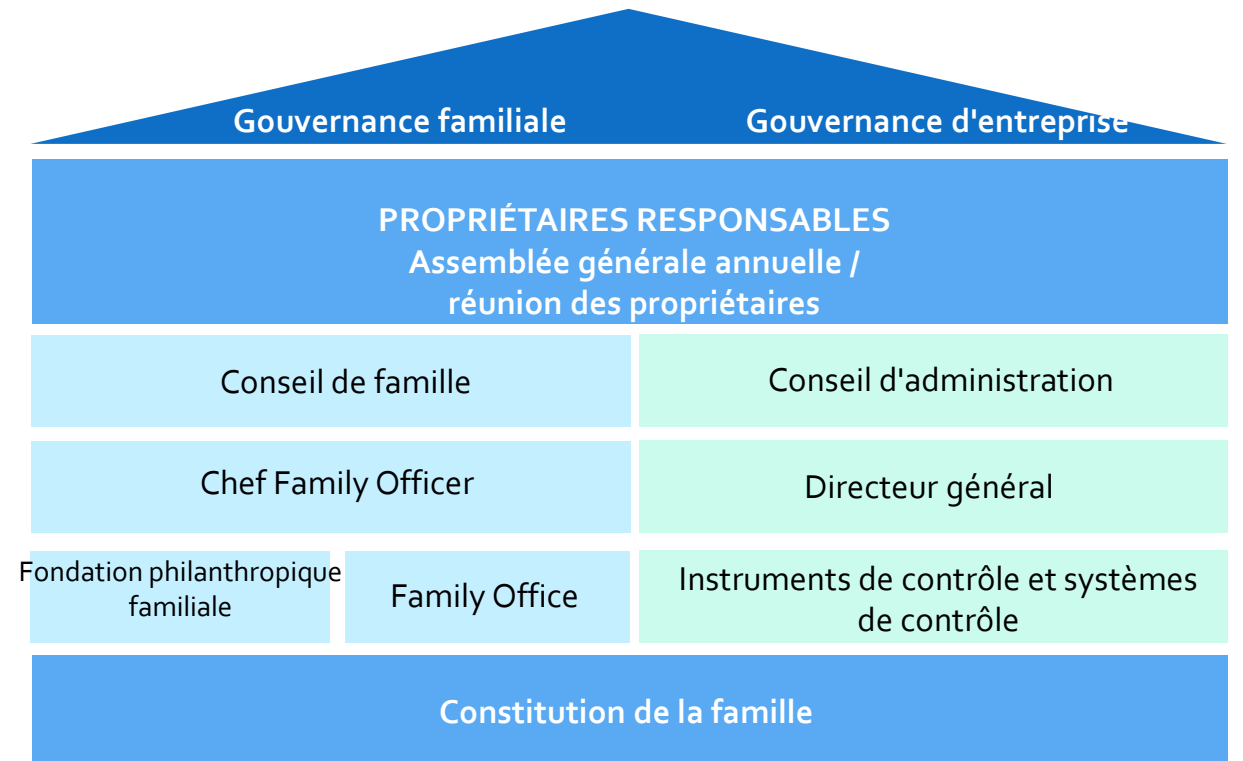 Gouvernance familiale
Gouvernance d'entreprise
PROPRIÉTAIRES RESPONSABLES
Assemblée générale annuelle /
réunion des propriétaires
Conseil de famille
Conseil d'administration
Chef Family Officer
Directeur général
Fondation philanthropique
familiale
Family Office
Instruments de contrôle et systèmes
de contrôle
Constitution de la famille